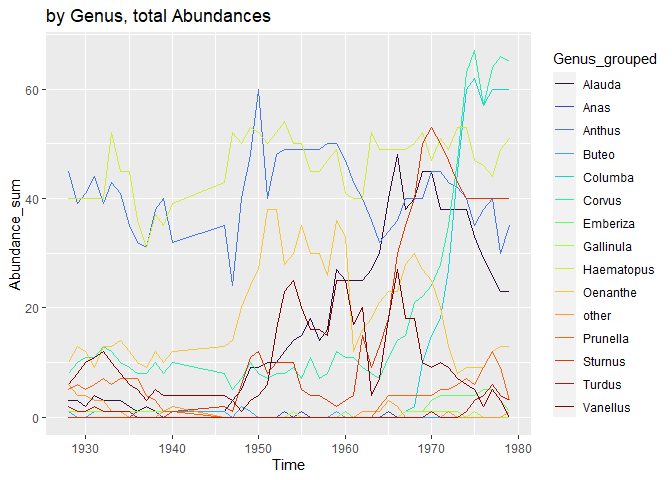 by Genus, total Abundances
Abundance_sum
60
40
20
0
1930
1940
1950
1960
1970
1980
Time
Genus_grouped
Alauda
Anas
Anthus
Buteo
Columba
Corvus
Emberiza
Gallinula
Haematopus
Oenanthe
other
Prunella
Sturnus
Turdus
Vanellus